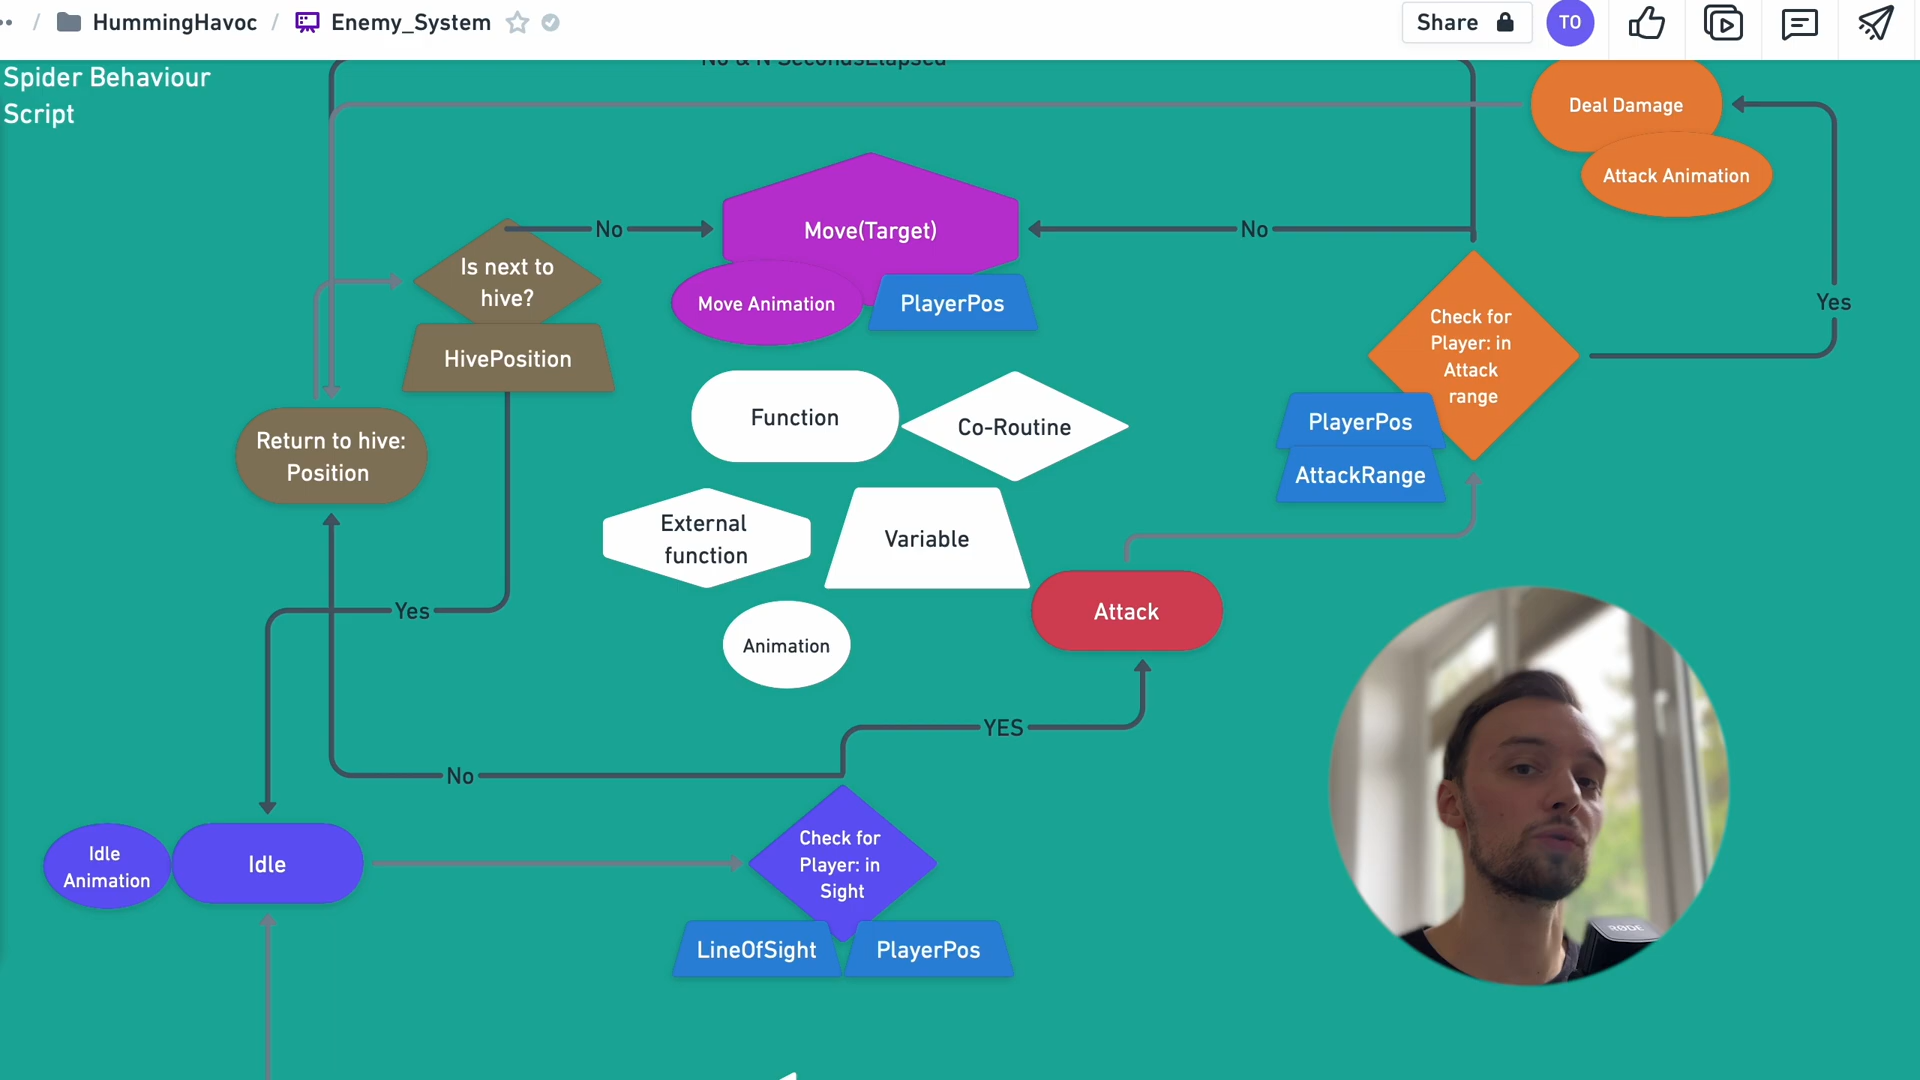 HummingHavoc / Enemy_System
Share
TO
Spider Behaviour
Script
No & N SecondsElapsed
Deal Damage
Attack Animation
No
Move(Target)
No
Is next to
hive?
Move Animation
PlayerPos
Yes
Check for
Player: in
Attack
range
HivePosition
Function
Co-Routine
PlayerPos
AttackRange
Return to hive:
Position
External
function
Variable
Yes
Animation
Attack
YES
No
Check for
Player: in
Sight
Idle
Animation
Idle
LineOfSight
PlayerPos
RØDE